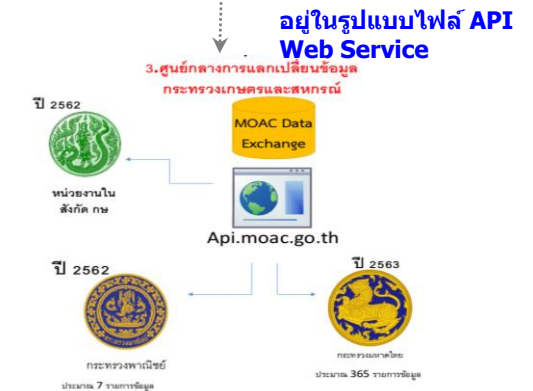 อยู่ในรูปแบบไฟล์ API
Web Service
3.ศูนย์กลางการแลกเปลี่ยนข้อมูล
กระทรวงเกษตรและสหกรณ์
ปี 2562
MOAC Data
Exchange
หน่วยงานใน
สังกัด กษ
Api.moac.go.th
ปี 2562
ปี 2563
กระทรวงพาณิชย์
ประมาณ 7 รายการข้อมูล
กระทรวงมหาดไทย
ประมาณ 365 รายการข้อมูล